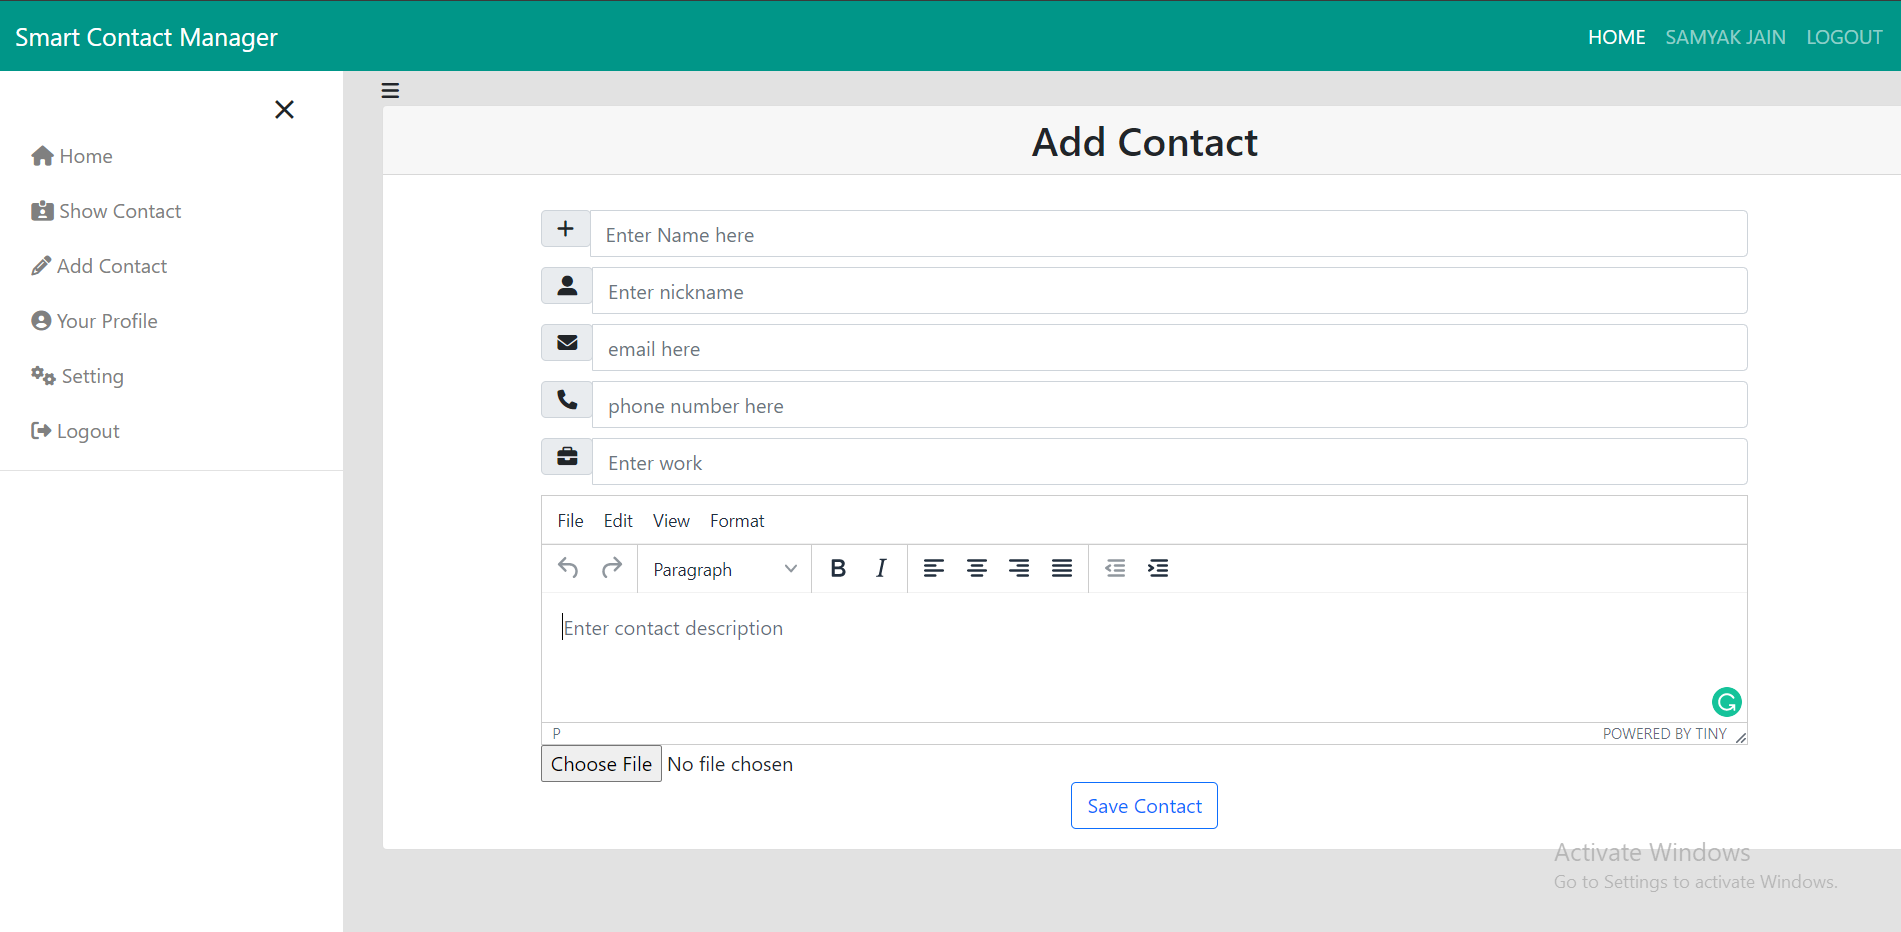 Smart Contact Manager
HOME SAMYAK JAIN LOGOUT
Home
Show Contact
Add Contact
Your Profile
Setting
Logout
Add Contact
Enter Name here
Enter nickname
email here
phone number here
Enter work
File Edit View Format
Paragraph B I
Enter contact description
P POWERED BY TINY
Choose File No file chosen
Save Contact
Activate Windows
Go to Settings to activate Windows.